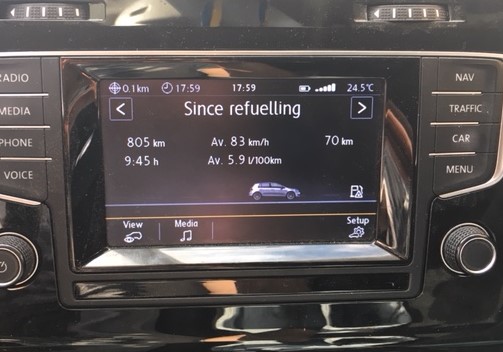 RADIO
MEDIA
PHONE
VOICE
0.1km 17:59 17:59 24.5°C
< Since refuelling >
805 km Av. 83 km/h 70 km
9:45 h Av. 5.9 l/100km
View Media Setup
NAV
TRAFFIC
CAR
MENU